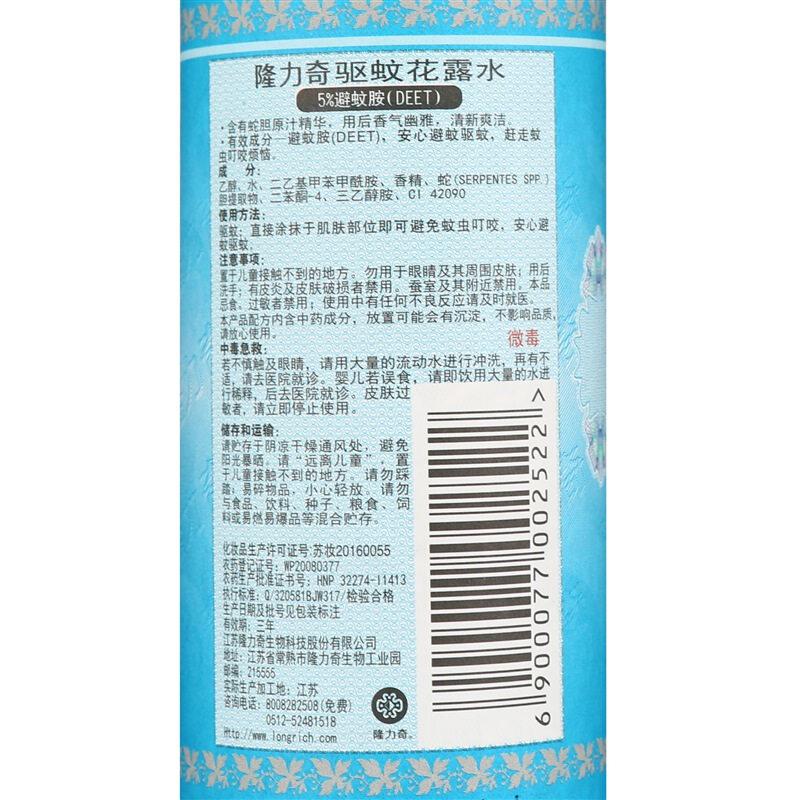 隆力奇驱蚊花露水
5%避蚊胺(DEET)
·含有蛇胆原汁精华，用后香气幽雅，清新爽洁。
·有效成分—避蚊胺(DEET)，安心避蚊驱蚊，赶走蚊
虫叮咬烦恼。
成 分：
乙醇、水、二乙基甲苯甲酰胺、香精、蛇(SERPENTES SPP.)
胆提取物、二苯酮-4、三乙醇胺、CI 42090
使用方法：
驱蚊：直接涂抹于肌肤部位即可避免蚊虫叮咬，安心避
蚊驱蚊。
注意事项：
置于儿童接触不到的地方。勿用于眼睛及其周围皮肤；用后
洗手；有皮炎及皮肤破损者禁用。蚕室及其附近禁用。本品
忌食。过敏者禁用；使用中有任何不良反应请及时就医。
本产品配方内含中药成分，放置可能会有沉淀，不影响品质，
请放心使用。
微毒
中毒急救：
若不慎触及眼睛，请用大量的流动水进行冲洗，再有不
适，请去医院就诊。婴儿若误食，请即饮用大量的水进
行稀释，后去医院就诊。皮肤过
敏者，请立即停止使用。
储存和运输：
请贮存于阴凉干燥通风处，避免
阳光暴晒。请“远离儿童”，置
于儿童接触不到的地方。请勿踩
踏；易碎物品，小心轻放。请勿
与食品、饮料、种子、粮食、饲
料或易燃易爆品等混合贮存。
化妆品生产许可证号:苏妆20160055
农药登记证号：WP20080377
农药生产批准证书号：HNP 32274-I1413
执行标准：Q/320581BJW317/检验合格
生产日期及批号见包装标注
有效期：三年
江苏隆力奇生物科技股份有限公司
地址：江苏省常熟市隆力奇生物工业园
邮编：215555
实际生产加工地：江苏
咨询电话：8008282508(免费)
0512-52481518
Http://www.longrich.com
隆力奇®
6900077002522>